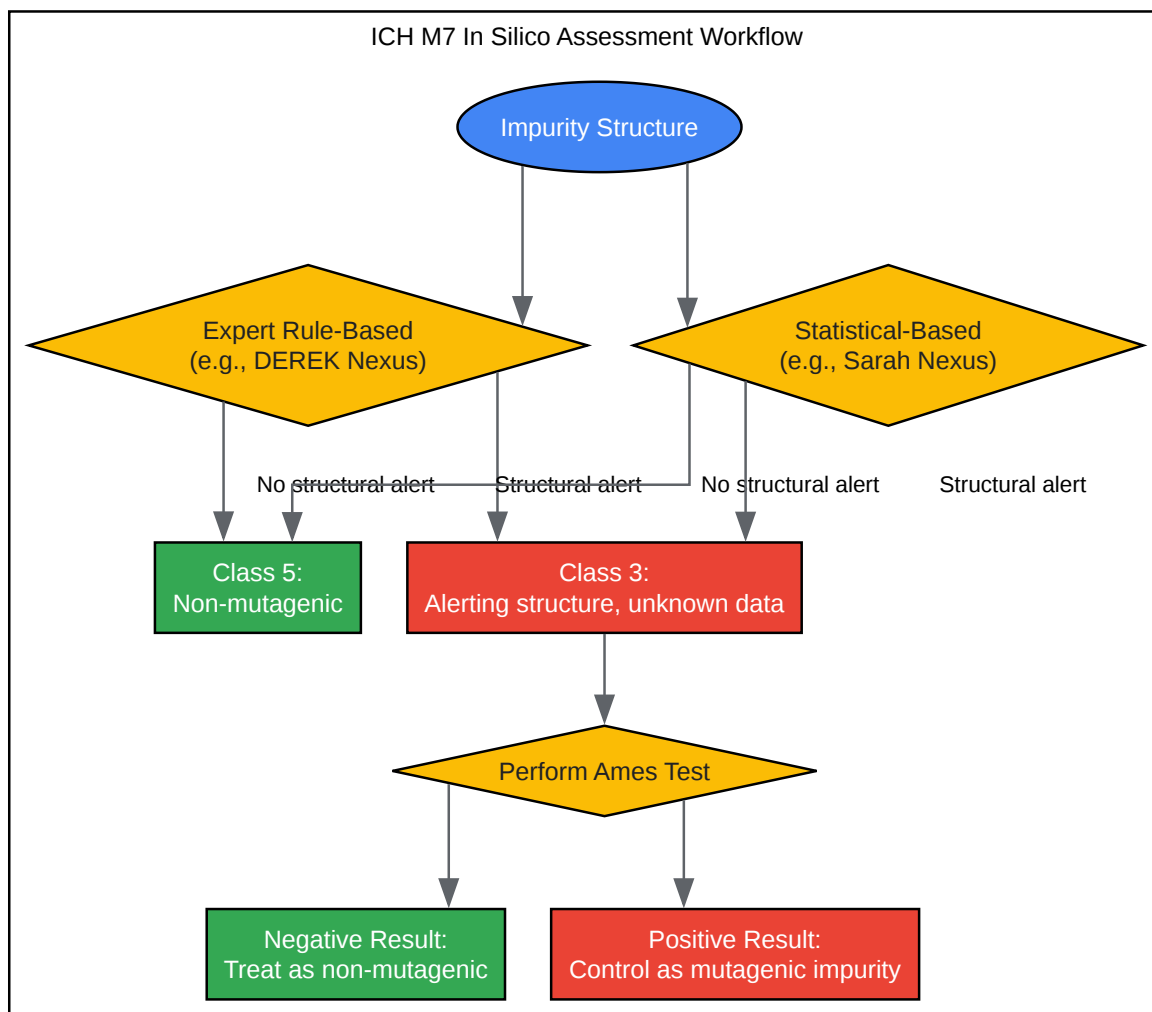 ICH M7 In Silico Assessment Workflow
Impurity Structure
Expert Rule-Based
(e.g., DEREK Nexus)
Statistical-Based
(e.g., Sarah Nexus)
No structural alert
Structural alert
No structural alert
Structural alert
Class 5:
Non-mutagenic
Class 3:
Alerting structure, unknown data
Perform Ames Test
Negative Result:
Treat as non-mutagenic
Positive Result:
Control as mutagenic impurity